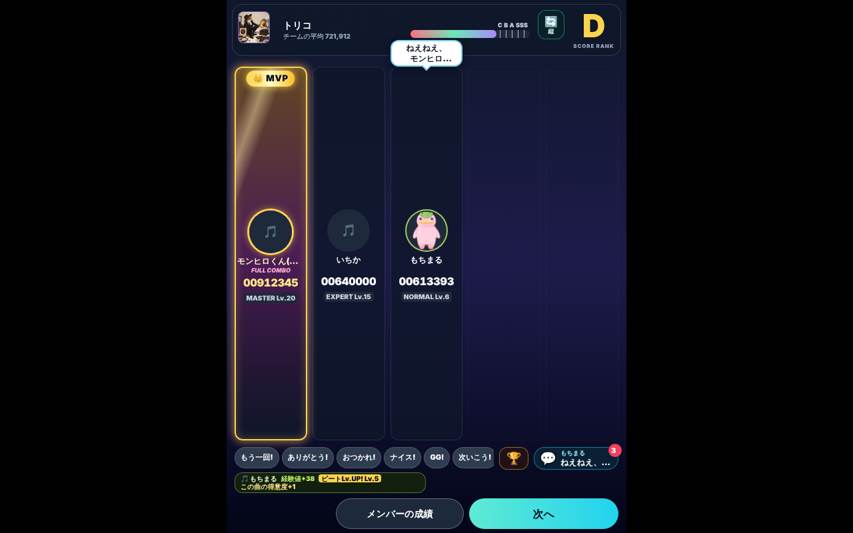 トリコ
チームの平均 721,912
C B A S SS
🔄
縦
D
SCORE RANK
ねえねえ、
モンヒロ…
👑 MVP
モンヒロくん(…
FULL COMBO
00912345
MASTER Lv.20
いちか
00640000
EXPERT Lv.15
もちまる
00613393
NORMAL Lv.6
もう一回!
ありがとう!
おつかれ!
ナイス!
GG!
次いこう!
もちまる
ねえねえ、…
3
🎵もちまる 経験値+38 ビートLv.UP! Lv.5
この曲の得意度+1
メンバーの成績
次へ